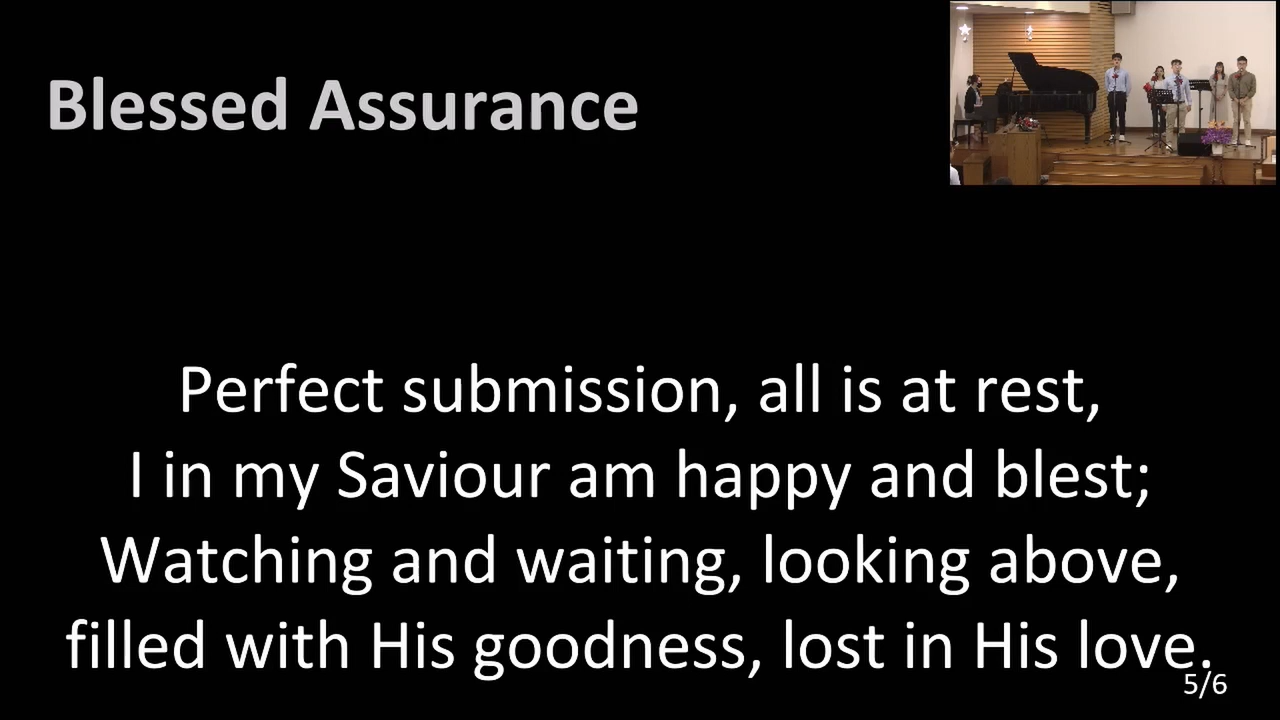 Blessed Assurance
Perfect submission, all is at rest,
I in my Saviour am happy and blest;
Watching and waiting, looking above,
filled with His goodness, lost in His love.
5/6